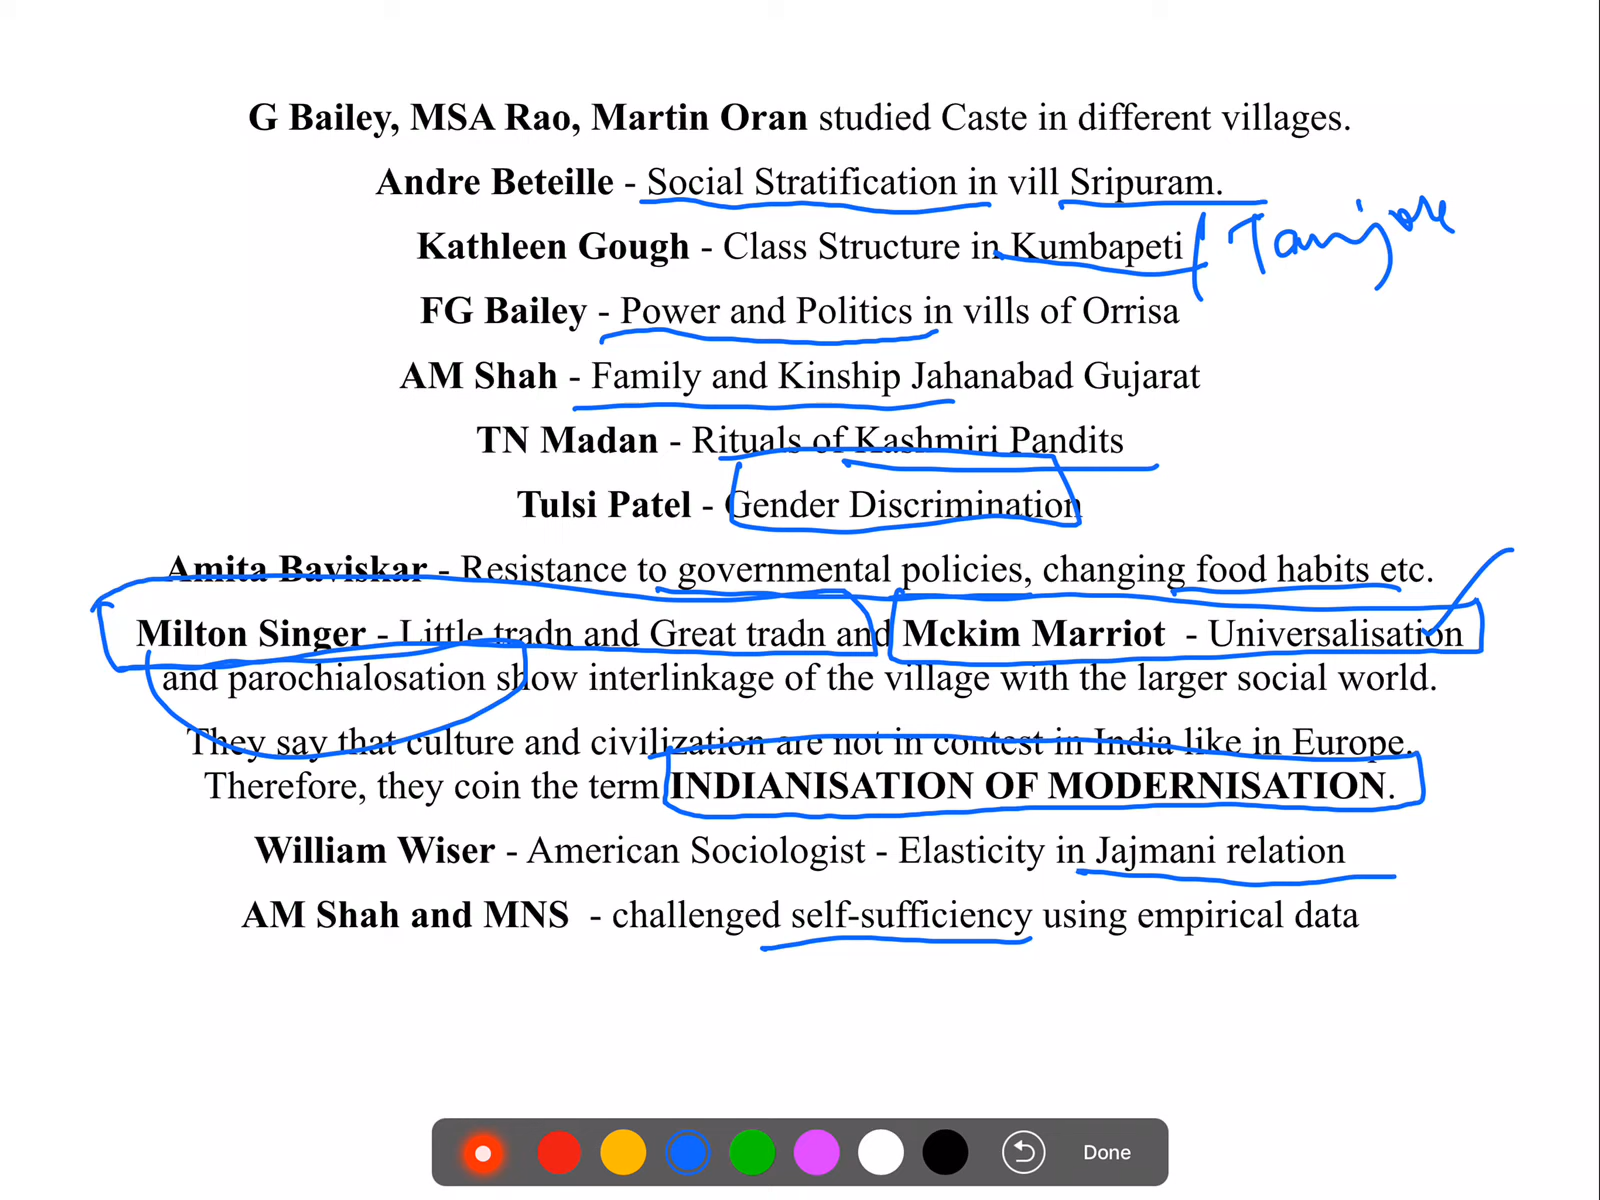 G Bailey, MSA Rao, Martin Oran studied Caste in different villages.
Andre Beteille - Social Stratification in vill Sripuram.
Kathleen Gough - Class Structure in Kumbapeti ( Tanjore
FG Bailey - Power and Politics in vills of Orrisa
AM Shah - Family and Kinship Jahanabad Gujarat
TN Madan - Rituals of Kashmiri Pandits
Tulsi Patel - Gender Discrimination
Amita Baviskar - Resistance to governmental policies, changing food habits etc.
Milton Singer - Little tradn and Great tradn and Mckim Marriot - Universalisation
and parochialosation show interlinkage of the village with the larger social world.
They say that culture and civilization are not in contest in India like in Europe.
Therefore, they coin the term INDIANISATION OF MODERNISATION.
William Wiser - American Sociologist - Elasticity in Jajmani relation
AM Shah and MNS - challenged self-sufficiency using empirical data
Done